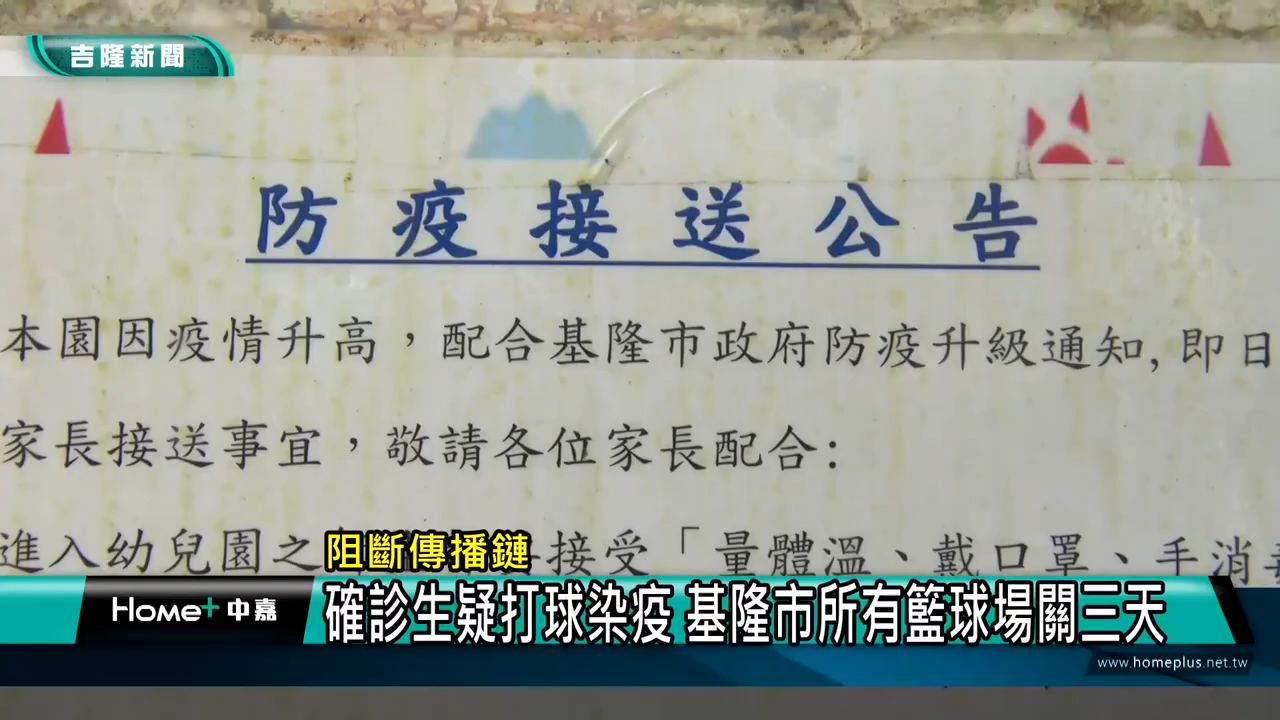 吉隆新聞
防疫接送公告
本園因疫情升高，配合基隆市政府防疫升級通知,即日
家長接送事宜，敬請各位家長配合:
進入幼兒園之 接受「量體溫、戴口罩、手消
阻斷傳播鏈
Home+中嘉
確診生疑打球染疫 基隆市所有籃球場關三天
www.homeplus.net.tw